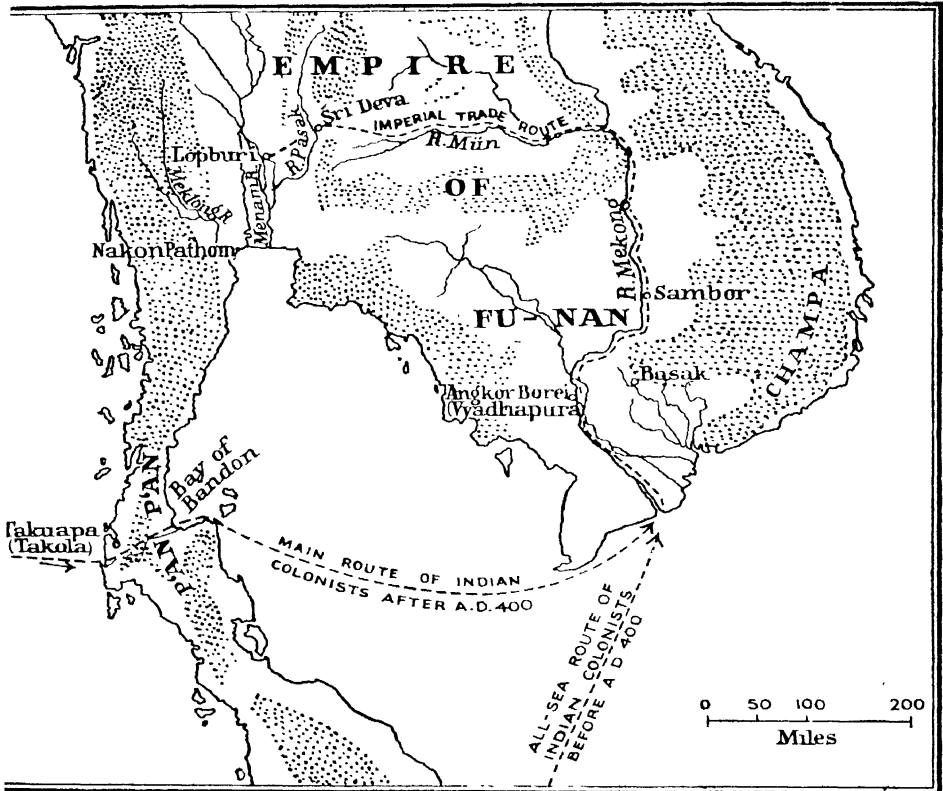 EMPIRE
Sri Deva
IMPERIAL TRADE ROUTE
R. Pasak
R. Mün
Lopburi
OF
Meklong R
Menam R.
Nakon Pathom
R Mekong
Sambor
FU-NAN
CHAMPA
Basak
Angkor Borei
(Vyadhapura)
Bay of
Bandon
P'AN
P'AN
Takuapa
(Takola)
MAIN ROUTE OF INDIAN
COLONISTS AFTER A.D. 400
ALL-SEA ROUTE OF
INDIAN COLONISTS
BEFORE A D 400
0 50 100 200
Miles